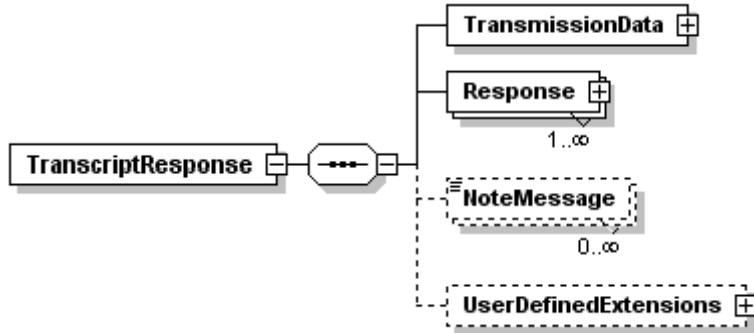 TransmissionData
Response
1..∞
TranscriptResponse
NoteMessage
0..∞
UserDefinedExtensions